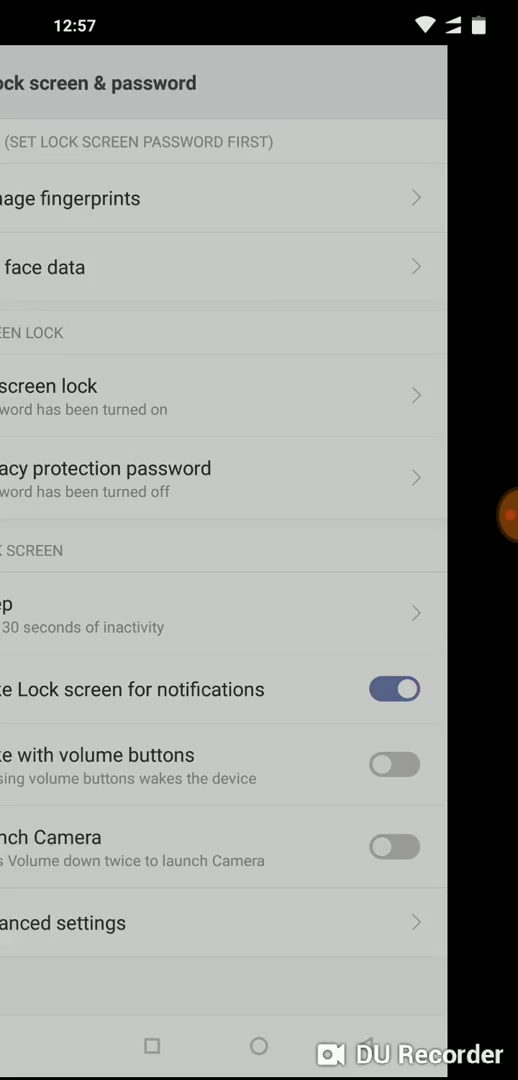 12:57
ock screen & password
(SET LOCK SCREEN PASSWORD FIRST)
nage fingerprints
face data
EEN LOCK
screen lock
word has been turned on
acy protection password
word has been turned off
K SCREEN
ep
30 seconds of inactivity
ke Lock screen for notifications
ke with volume buttons
sing volume buttons wakes the device
nch Camera
s Volume down twice to launch Camera
anced settings
DU Recorder